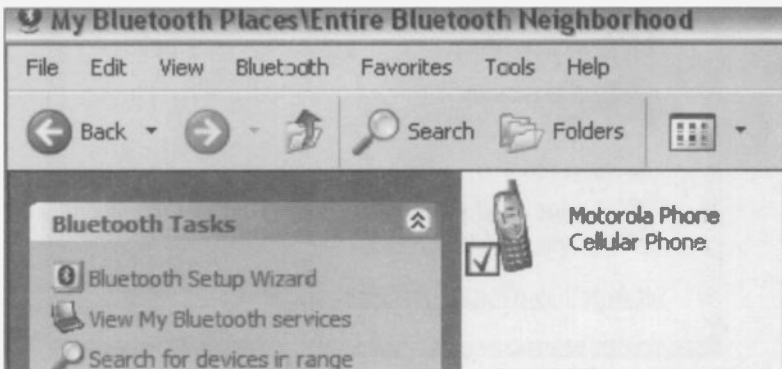 My Bluetooth Places\Entire Bluetooth Neighborhood
File Edit View Bluetooth Favorites Tools Help
Back Search Folders
Bluetooth Tasks
Bluetooth Setup Wizard
View My Bluetooth services
Search for devices in range
Motorola Phone
Cellular Phone